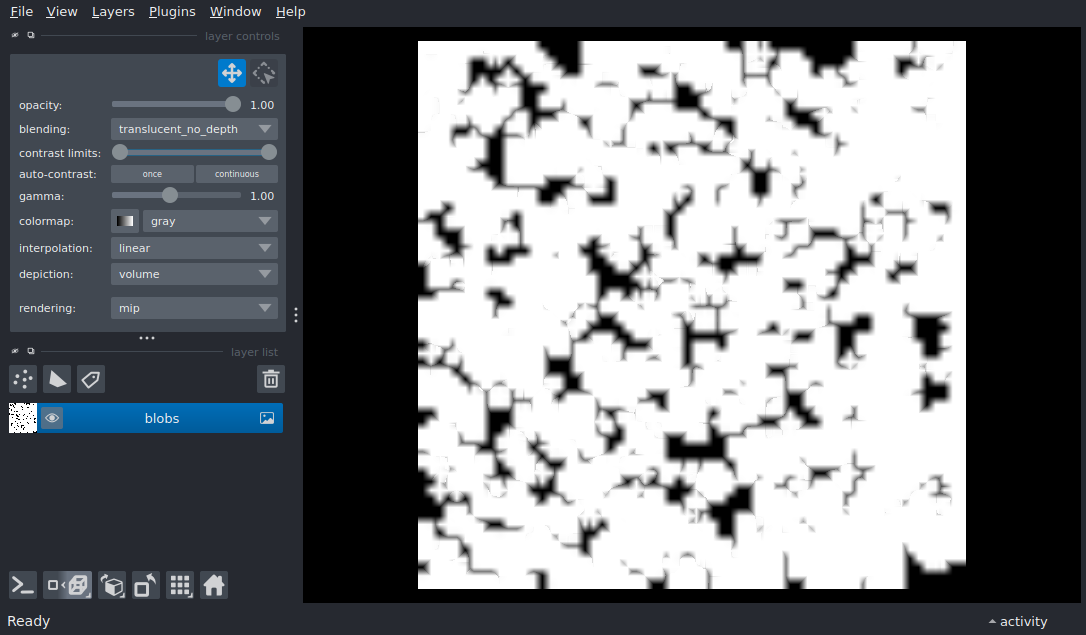 File View Layers Plugins Window Help
layer controls
opacity: 1.00
blending: translucent_no_depth
contrast limits:
auto-contrast: once continuous
gamma: 1.00
colormap: gray
interpolation: linear
depiction: volume
rendering: mip
layer list
blobs
Ready activity